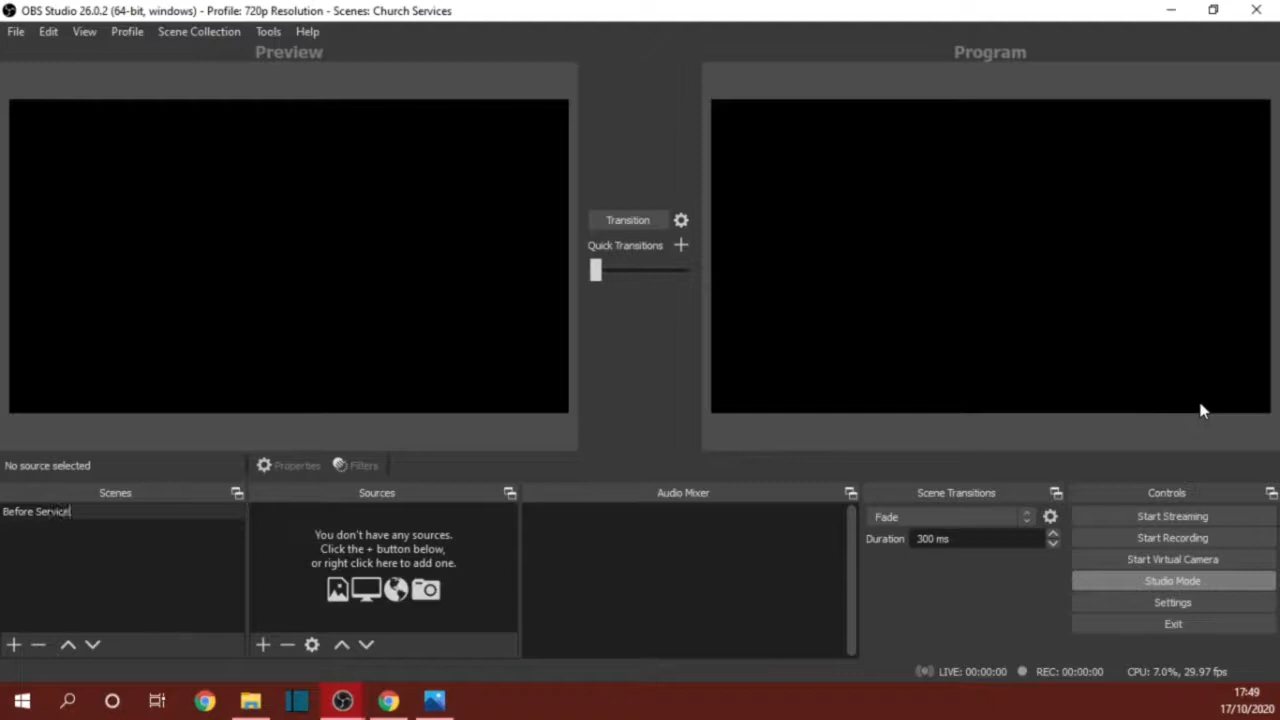 OBS Studio 26.0.2 (64-bit, windows) - Profile: 720p Resolution - Scenes: Church Services
File Edit View Profile Scene Collection Tools Help
Preview
Program
Transition
Quick Transitions
No source selected
Properties Filters
Scenes
Sources
Audio Mixer
Scene Transitions
Controls
Before Service
You don't have any sources.
Click the + button below,
or right click here to add one.
Fade
Duration 300 ms
Start Streaming
Start Recording
Start Virtual Camera
Studio Mode
Settings
Exit
LIVE: 00:00:00 REC: 00:00:00 CPU: 7.0%, 29.97 fps
17:49
17/10/2020